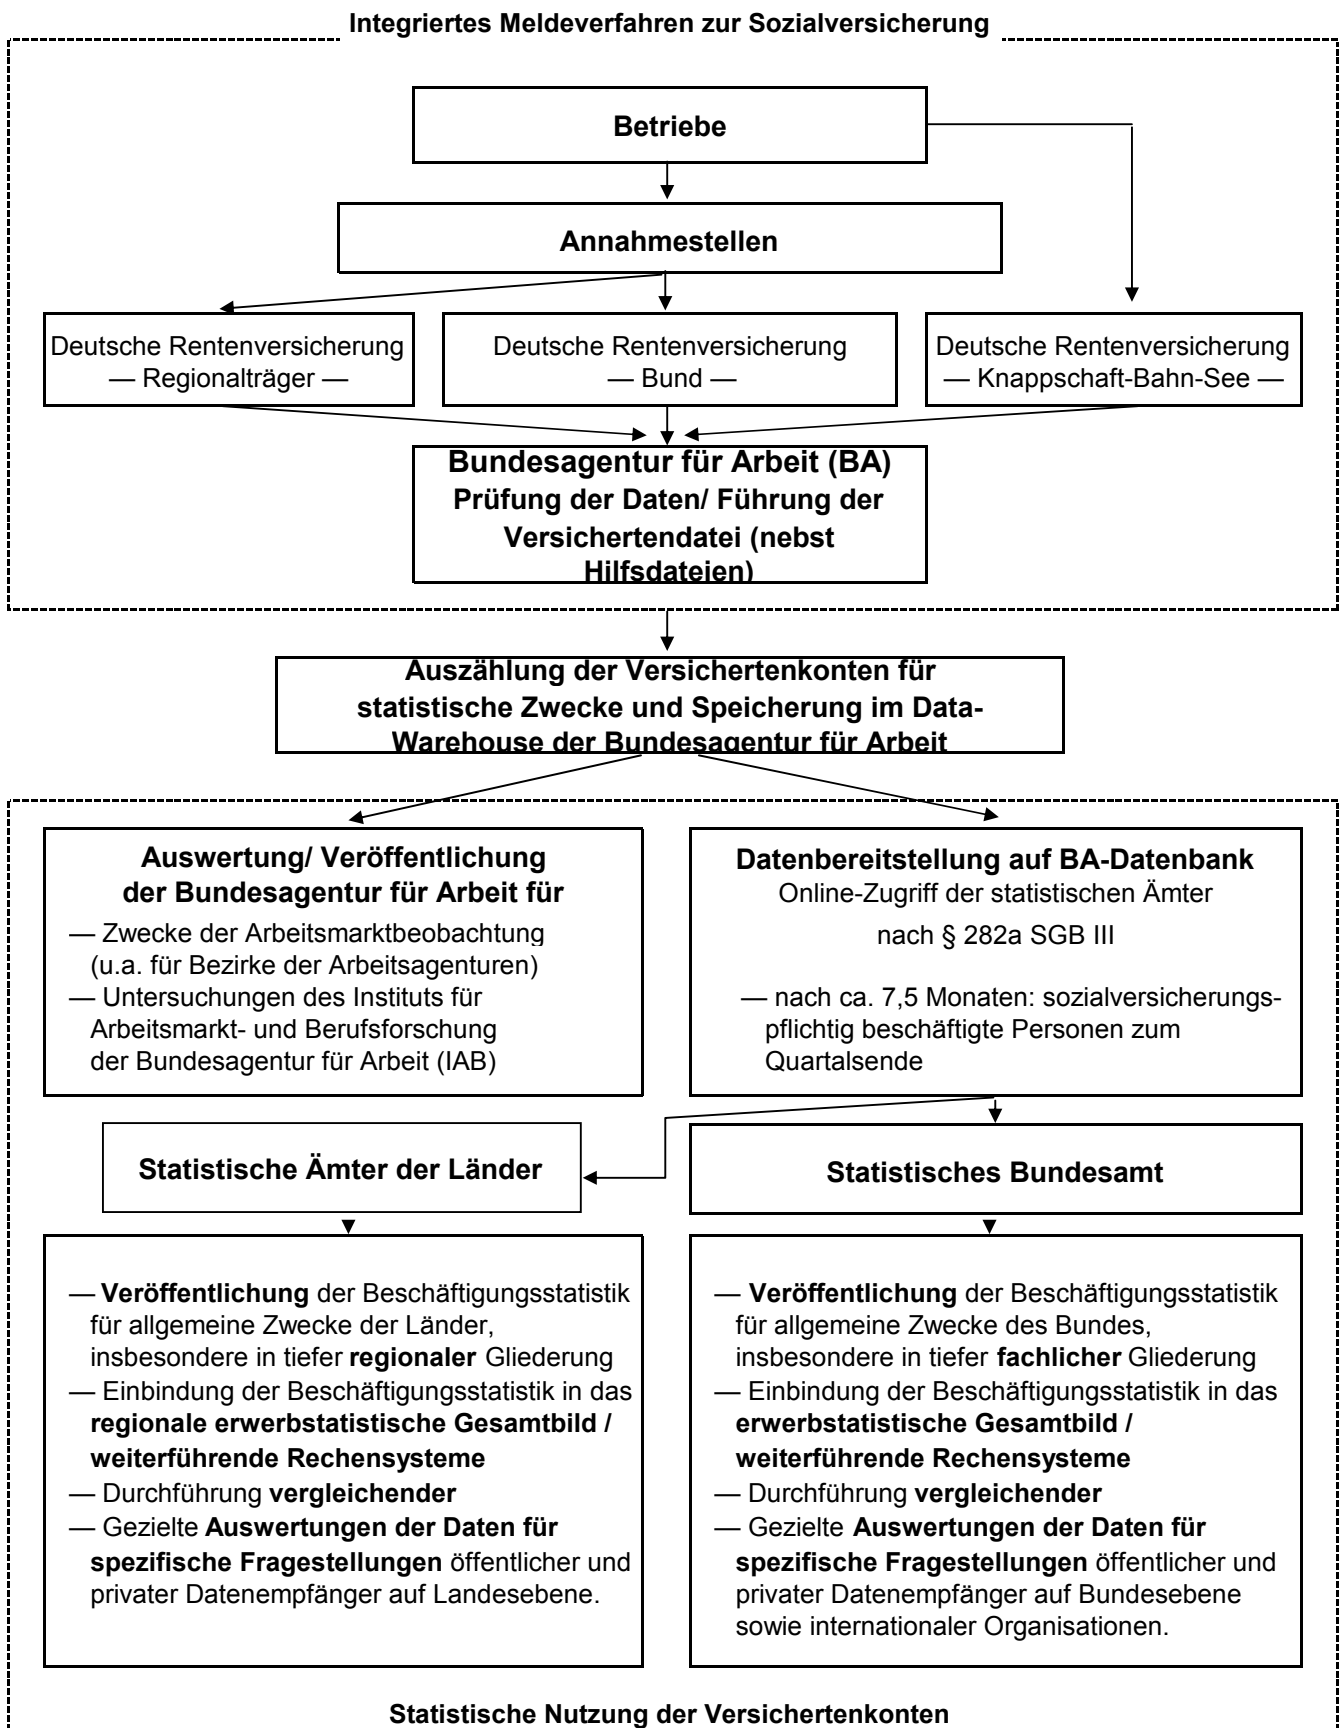 Integriertes Meldeverfahren zur Sozialversicherung
Betriebe
Annahmestellen
Deutsche Rentenversicherung
— Regionalträger —
Deutsche Rentenversicherung
— Bund —
Deutsche Rentenversicherung
— Knappschaft-Bahn-See —
Bundesagentur für Arbeit (BA)
Prüfung der Daten/ Führung der
Versichertendatei (nebst
Hilfsdateien)
Auszählung der Versichertenkonten für
statistische Zwecke und Speicherung im Data-
Warehouse der Bundesagentur für Arbeit
Auswertung/ Veröffentlichung
der Bundesagentur für Arbeit für
— Zwecke der Arbeitsmarktbeobachtung
(u.a. für Bezirke der Arbeitsagenturen)
— Untersuchungen des Instituts für
Arbeitsmarkt- und Berufsforschung
der Bundesagentur für Arbeit (IAB)
Datenbereitstellung auf BA-Datenbank
Online-Zugriff der statistischen Ämter
nach § 282a SGB III
— nach ca. 7,5 Monaten: sozialversicherungs-
pflichtig beschäftigte Personen zum
Quartalsende
Statistische Ämter der Länder
Statistisches Bundesamt
— Veröffentlichung der Beschäftigungsstatistik
für allgemeine Zwecke der Länder,
insbesondere in tiefer regionaler Gliederung
— Einbindung der Beschäftigungsstatistik in das
regionale erwerbstatistische Gesamtbild /
weiterführende Rechensysteme
— Durchführung vergleichender
— Gezielte Auswertungen der Daten für
spezifische Fragestellungen öffentlicher und
privater Datenempfänger auf Landesebene.
— Veröffentlichung der Beschäftigungsstatistik
für allgemeine Zwecke des Bundes,
insbesondere in tiefer fachlicher Gliederung
— Einbindung der Beschäftigungsstatistik in das
erwerbstatistische Gesamtbild /
weiterführende Rechensysteme
— Durchführung vergleichender
— Gezielte Auswertungen der Daten für
spezifische Fragestellungen öffentlicher und
privater Datenempfänger auf Bundesebene
sowie internationaler Organisationen.
Statistische Nutzung der Versichertenkonten